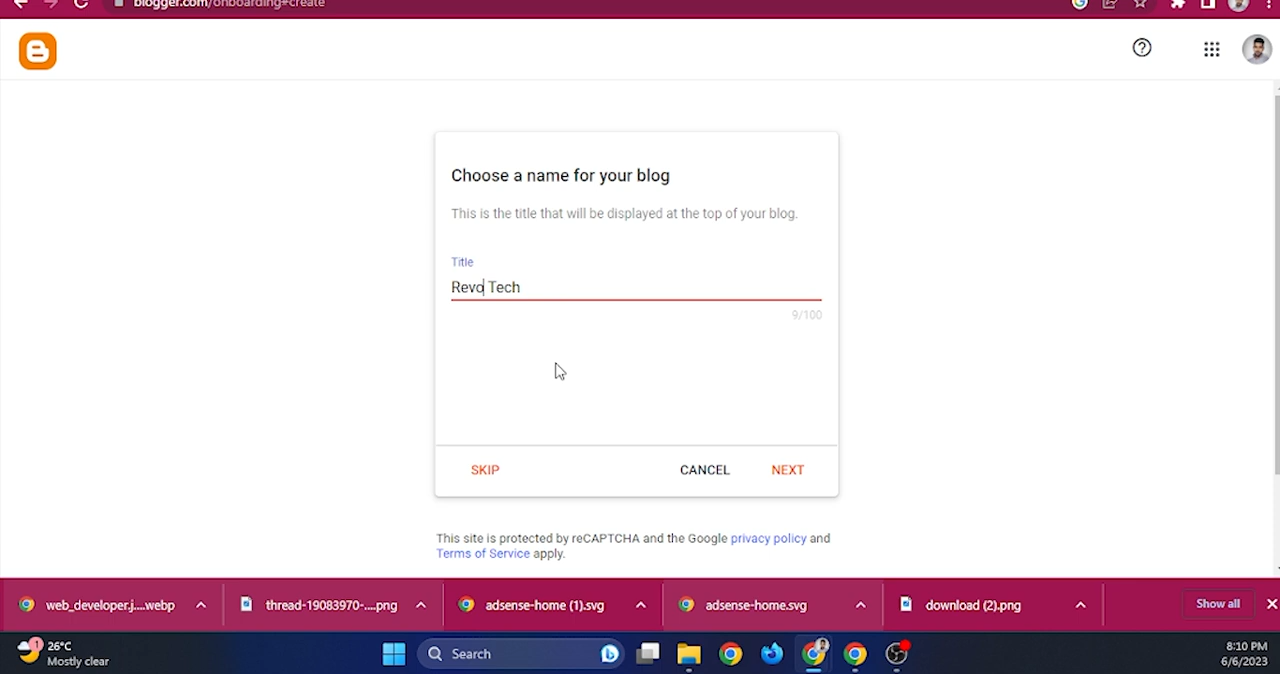 blogger.com/onboarding#create
Choose a name for your blog
This is the title that will be displayed at the top of your blog.
Title
Revo Tech
9/100
SKIP
CANCEL
NEXT
This site is protected by reCAPTCHA and the Google privacy policy and
Terms of Service apply.
web_developer.j....webp
thread-19083970-....png
adsense-home (1).svg
adsense-home.svg
download (2).png
Show all
1
26°C
Mostly clear
Search
8:10 PM
6/6/2023